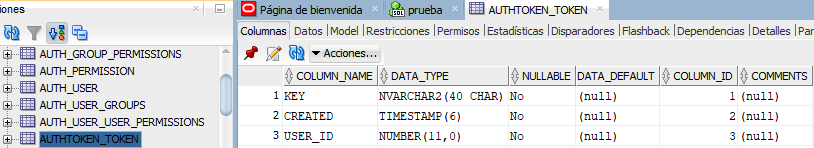 ones
Página de bienvenida prueba AUTHTOKEN_TOKEN
Columnas Datos Model Restricciones Permisos Estadísticas Disparadores Flashback Dependencias Detalles Par
Acciones...
AUTH_GROUP_PERMISSIONS
AUTH_PERMISSION
AUTH_USER
AUTH_USER_GROUPS
AUTH_USER_USER_PERMISSIONS
AUTHTOKEN_TOKEN
COLUMN_NAME DATA_TYPE NULLABLE DATA_DEFAULT COLUMN_ID COMMENTS
1 KEY NVARCHAR2(40 CHAR) No (null) 1 (null)
2 CREATED TIMESTAMP(6) No (null) 2 (null)
3 USER_ID NUMBER(11,0) No (null) 3 (null)